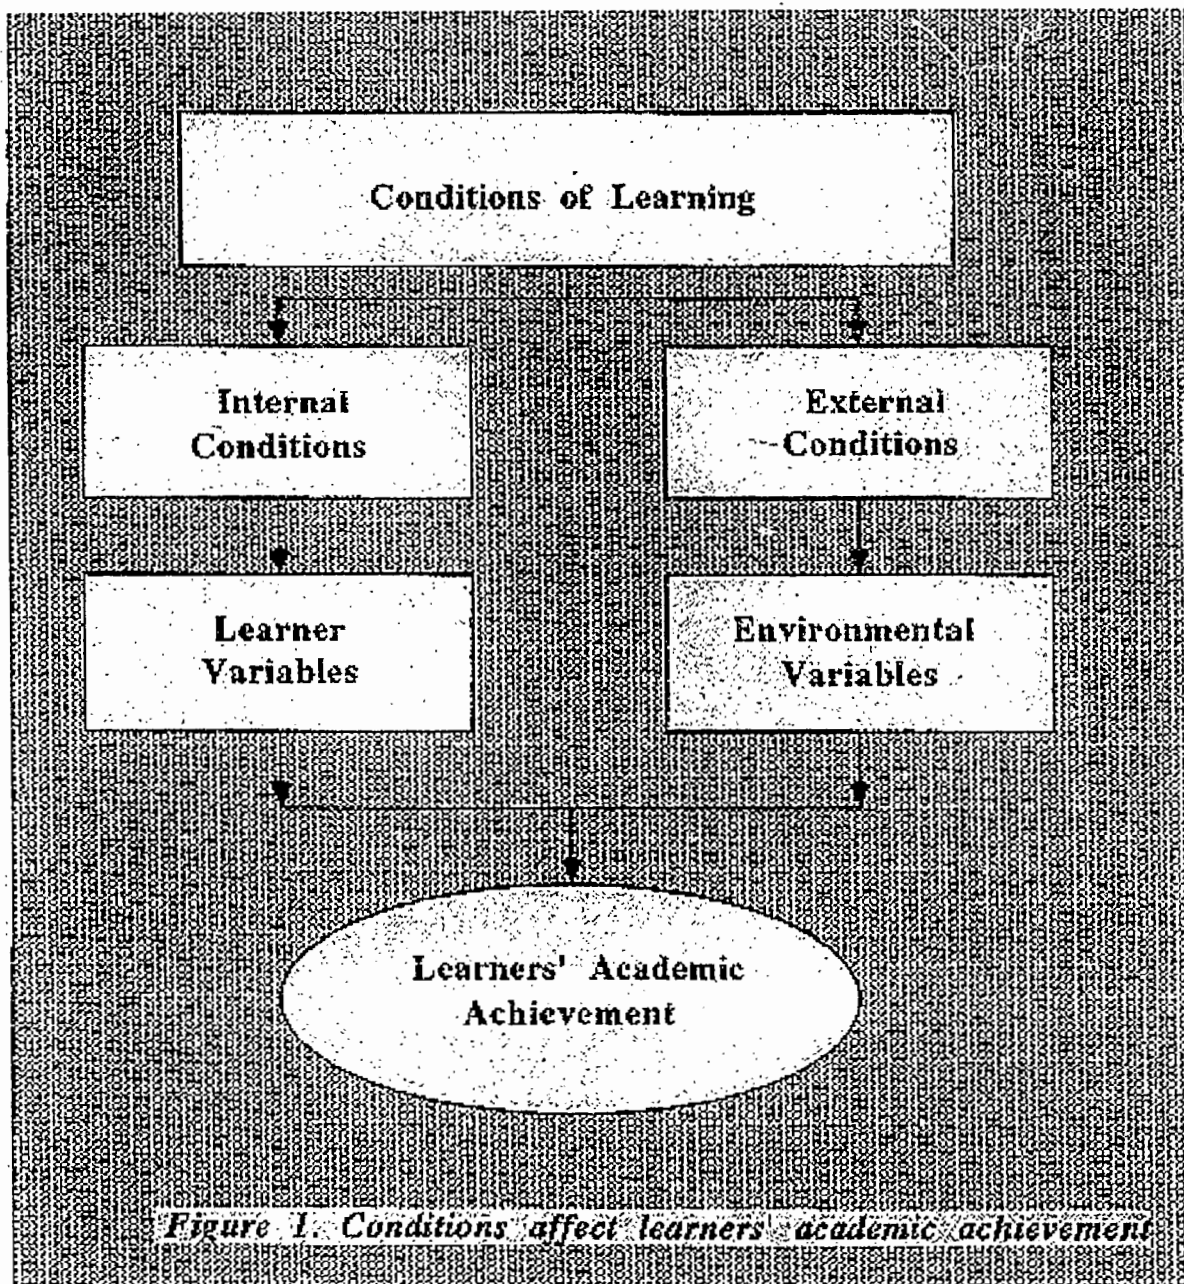 Conditions of Learning
Internal
Conditions
External
Conditions
Learner
Variables
Environmental
Variables
Learners' Academic
Achievement
Figure 1. Conditions affect learners' academic achievement